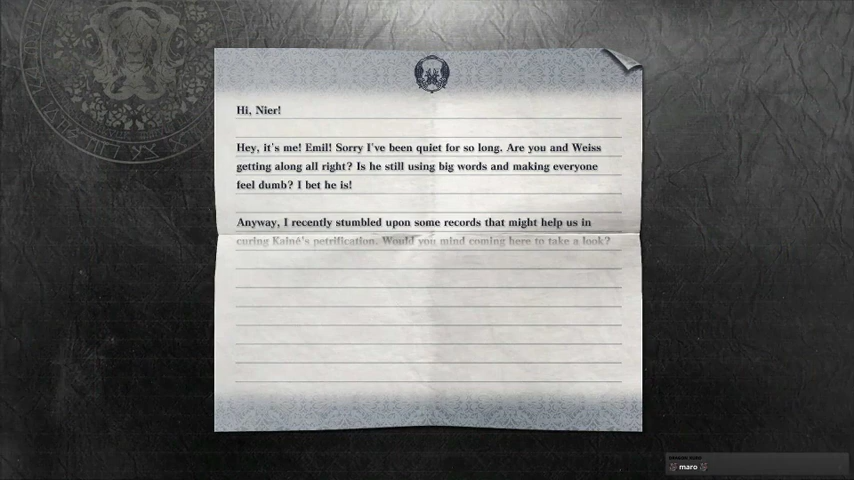 Hi, Nier!
Hey, it's me! Emil! Sorry I've been quiet for so long. Are you and Weiss
getting along all right? Is he still using big words and making everyone
feel dumb? I bet he is!
Anyway, I recently stumbled upon some records that might help us in
curing Kainé's petrification. Would you mind coming here to take a look?
maro